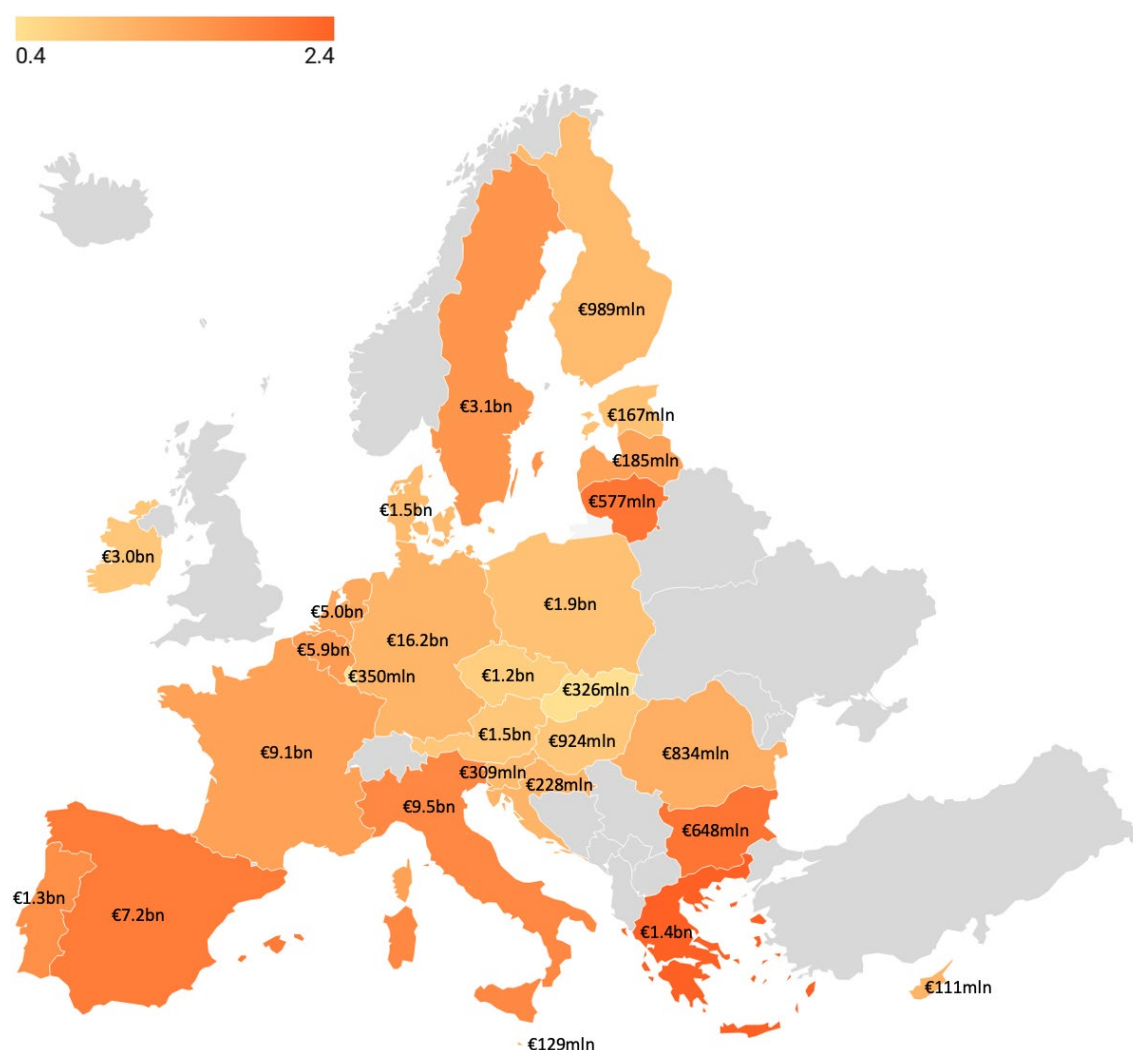 0.4
2.4
€989mln
€3.1bn
€167mln
€185mln
€577mln
€1.5bn
€3.0bn
€1.9bn
€5.0bn
€16.2bn
€5.9bn
€350mln
€1.2bn
€326mln
€1.5bn
€924mln
€9.1bn
€834mln
€309mln
€228mln
€9.5bn
€648mln
€1.3bn
€7.2bn
€1.4bn
€111mln
€129mln